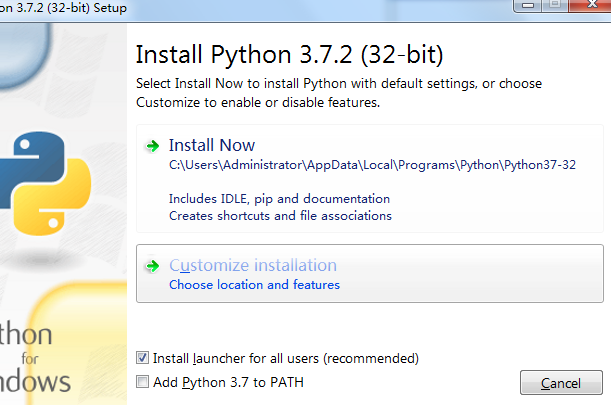 on 3.7.2 (32-bit) Setup
Install Python 3.7.2 (32-bit)
Select Install Now to install Python with default settings, or choose
Customize to enable or disable features.
Install Now
C:\Users\Administrator\AppData\Local\Programs\Python\Python37-32
Includes IDLE, pip and documentation
Creates shortcuts and file associations
Customize installation
Choose location and features
thon
for
ndows
Install launcher for all users (recommended)
Add Python 3.7 to PATH
Cancel